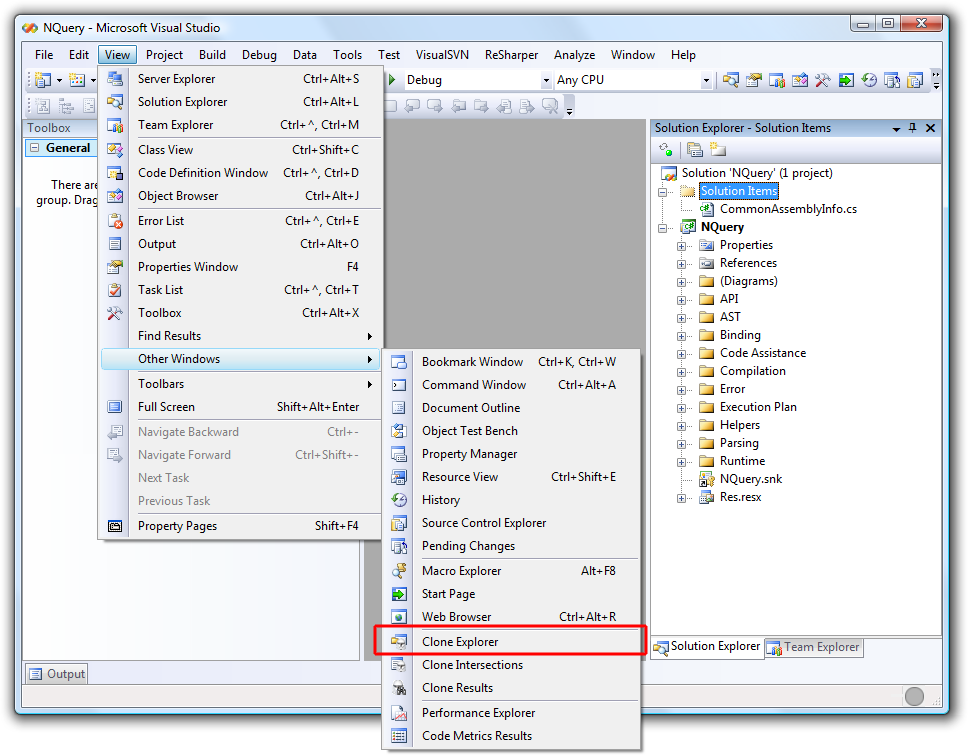 NQuery - Microsoft Visual Studio
File Edit View Project Build Debug Data Tools Test VisualSVN ReSharper Analyze Window Help
Debug Any CPU
Toolbox
General
There are
group. Drag
Server Explorer Ctrl+Alt+S
Solution Explorer Ctrl+Alt+L
Team Explorer Ctrl+^, Ctrl+M
Class View Ctrl+Shift+C
Code Definition Window Ctrl+^, Ctrl+D
Object Browser Ctrl+Alt+J
Error List Ctrl+^, Ctrl+E
Output Ctrl+Alt+O
Properties Window F4
Task List Ctrl+^, Ctrl+T
Toolbox Ctrl+Alt+X
Find Results
Other Windows
Toolbars
Full Screen Shift+Alt+Enter
Navigate Backward Ctrl+-
Navigate Forward Ctrl+Shift+-
Next Task
Previous Task
Property Pages Shift+F4
Bookmark Window Ctrl+K, Ctrl+W
Command Window Ctrl+Alt+A
Document Outline
Object Test Bench
Property Manager
Resource View Ctrl+Shift+E
History
Source Control Explorer
Pending Changes
Macro Explorer Alt+F8
Start Page
Web Browser Ctrl+Alt+R
Clone Explorer
Clone Intersections
Clone Results
Performance Explorer
Code Metrics Results
Solution Explorer - Solution Items
Solution 'NQuery' (1 project)
Solution Items
CommonAssemblyInfo.cs
NQuery
Properties
References
(Diagrams)
API
AST
Binding
Code Assistance
Compilation
Error
Execution Plan
Helpers
Parsing
Runtime
NQuery.snk
Res.resx
Solution Explorer Team Explorer
Output